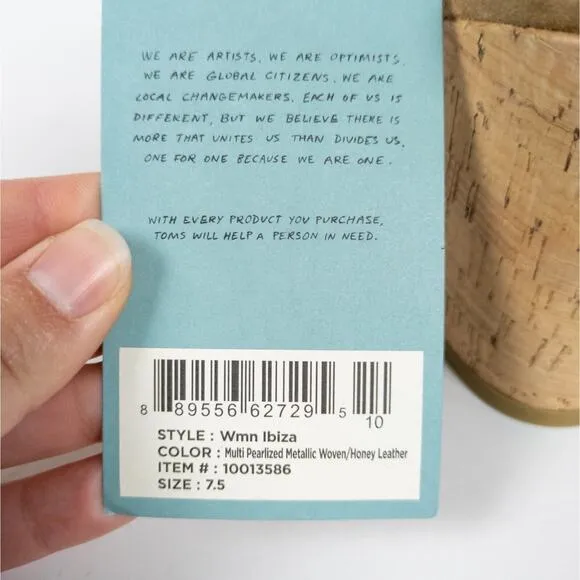 WE ARE ARTISTS. WE ARE OPTIMISTS.
WE ARE GLOBAL CITIZENS. WE ARE
LOCAL CHANGEMAKERS. EACH OF US IS
DIFFERENT, BUT WE BELIEVE THERE IS
MORE THAT UNITES US THAN DIVIDES US.
ONE FOR ONE BECAUSE WE ARE ONE.
WITH EVERY PRODUCT YOU PURCHASE,
TOMS WILL HELP A PERSON IN NEED.
8 89556 62729 5 10
STYLE : Wmn Ibiza
COLOR : Multi Pearlized Metallic Woven/Honey Leather
ITEM # : 10013586
SIZE : 7.5